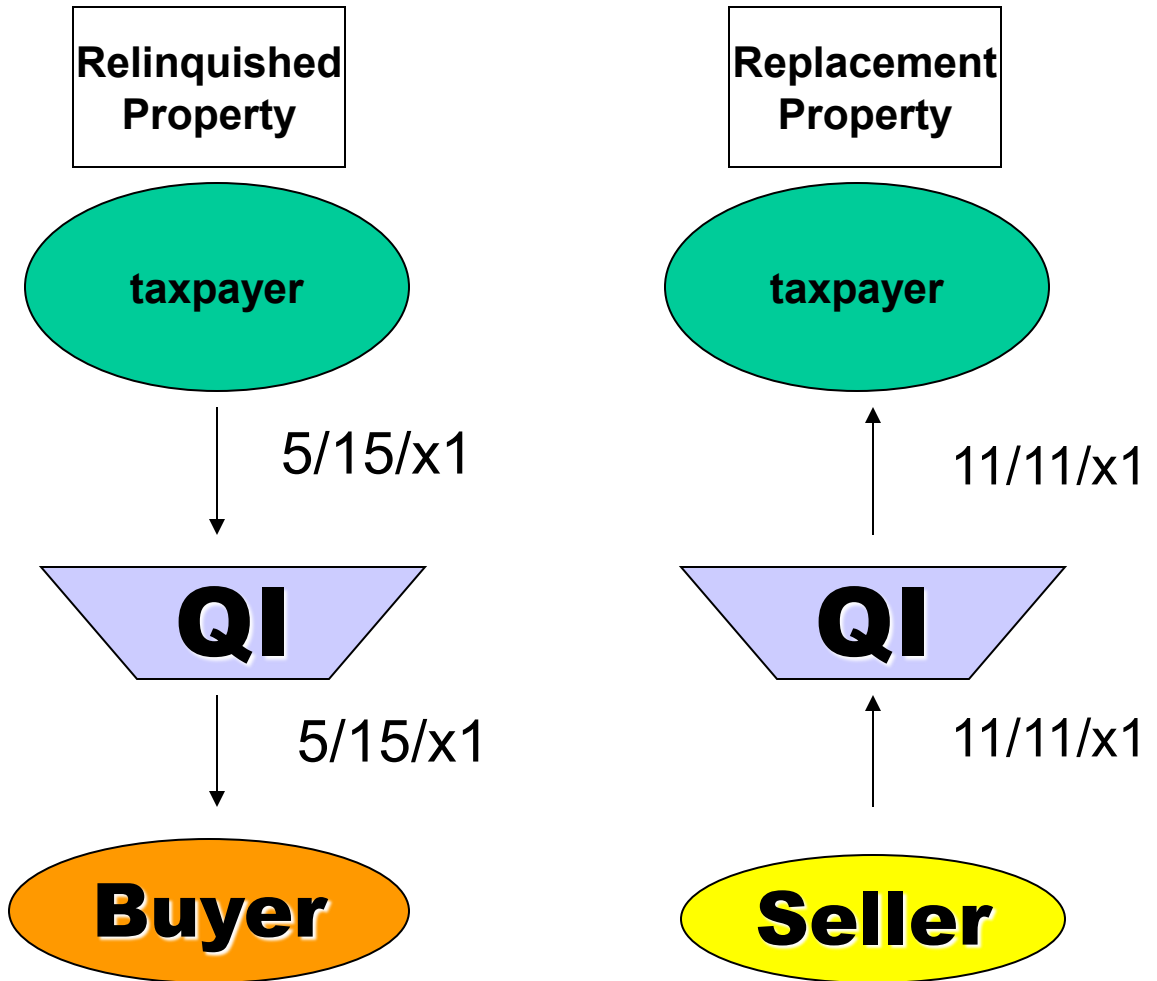 Relinquished
Property
taxpayer
5/15/x1
QI
5/15/x1
Buyer
Replacement
Property
taxpayer
11/11/x1
QI
11/11/x1
Seller